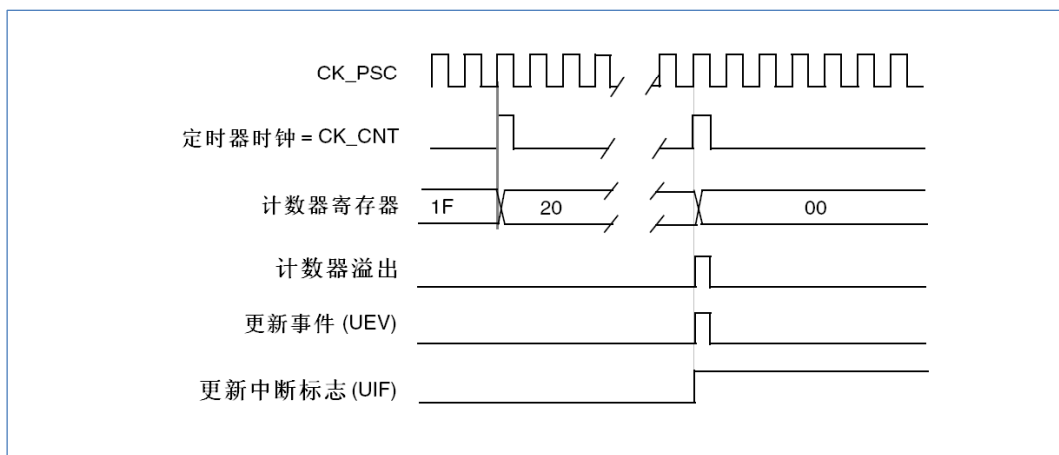 CK_PSC
定时器时钟 = CK_CNT
计数器寄存器 1F 20 00
计数器溢出
更新事件 (UEV)
更新中断标志 (UIF)